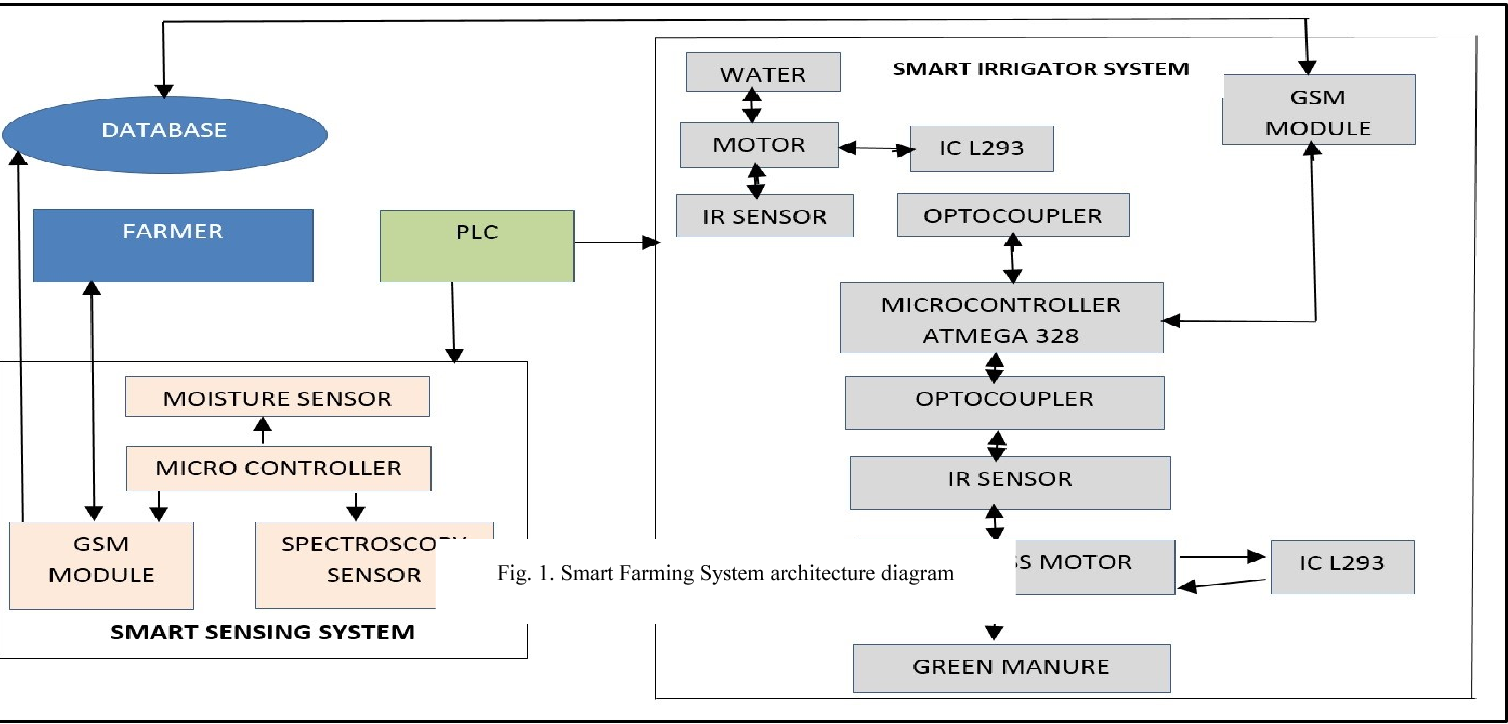 WATER
SMART IRRIGATOR SYSTEM
GSM
MODULE
DATABASE
MOTOR
IC L293
IR SENSOR
OPTOCOUPLER
FARMER
PLC
MICROCONTROLLER
ATMEGA 328
MOISTURE SENSOR
OPTOCOUPLER
MICRO CONTROLLER
IR SENSOR
GSM
MODULE
SPECTROSCOPY
SENSOR
Fig. 1. Smart Farming System architecture diagram
MOTOR
IC L293
SMART SENSING SYSTEM
GREEN MANURE